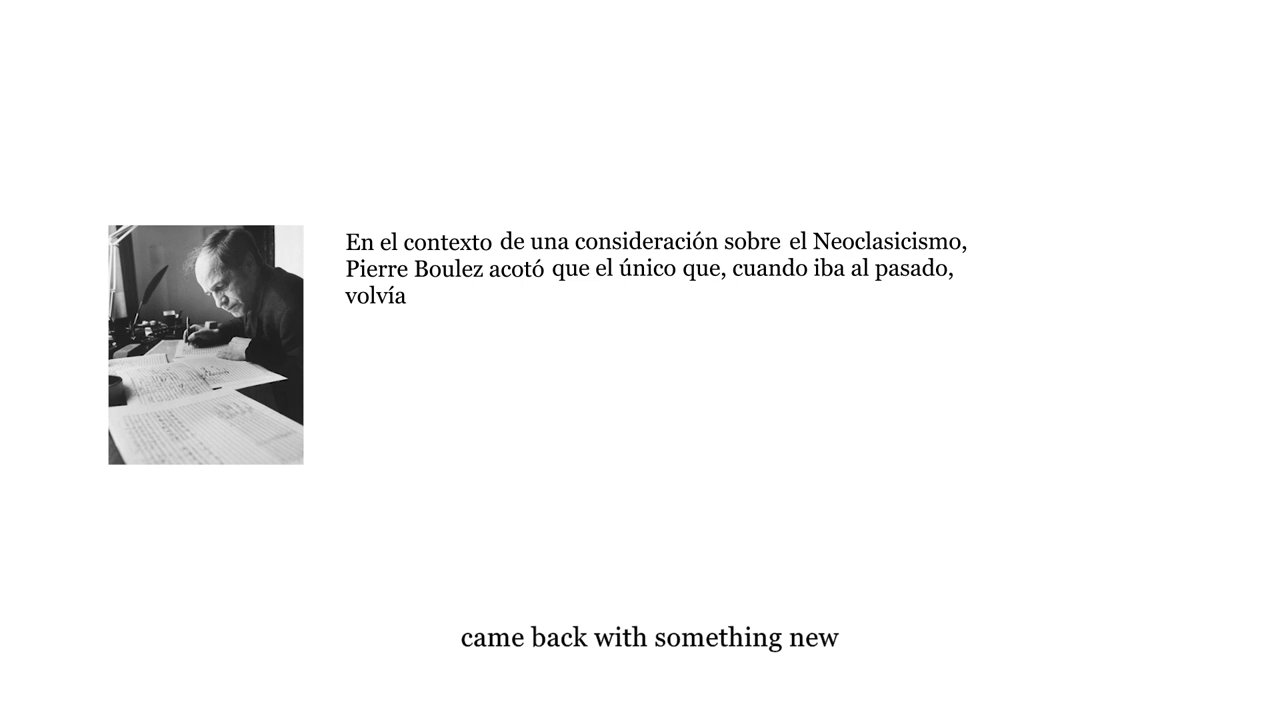 En el contexto de una consideración sobre el Neoclasicismo,
Pierre Boulez acotó que el único que, cuando iba al pasado,
volvía
came back with something new